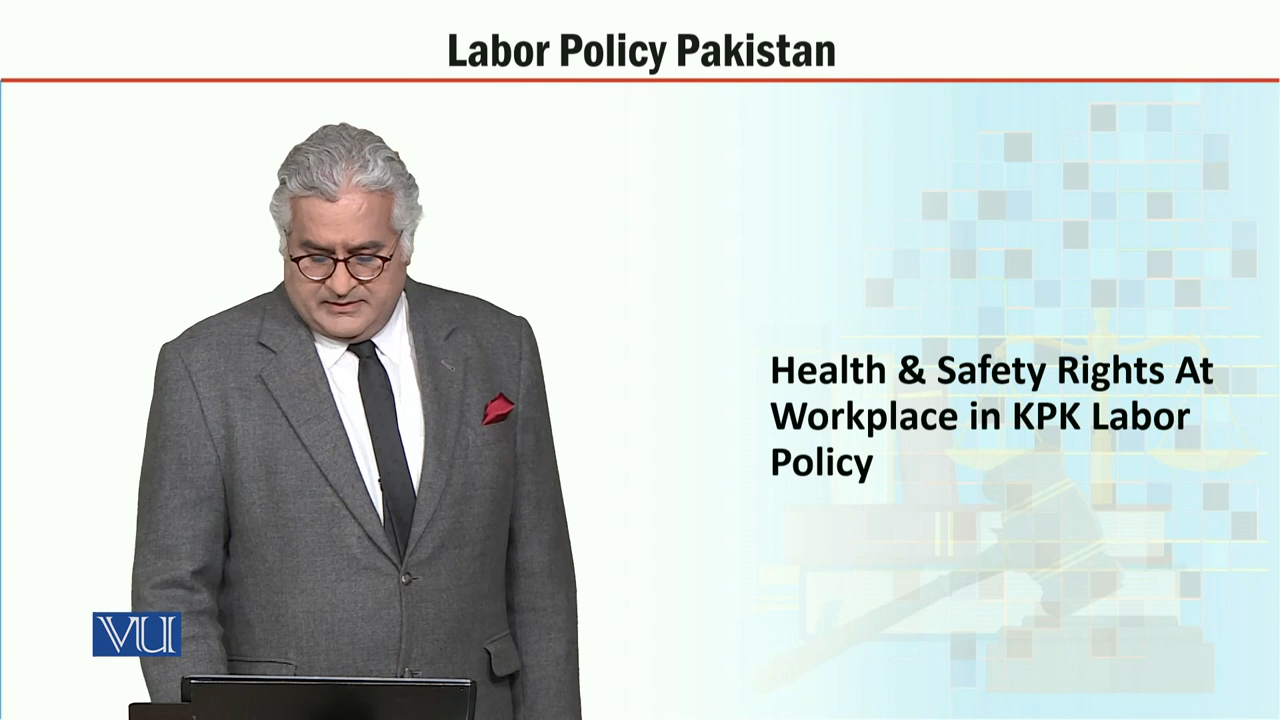 Labor Policy Pakistan
Health & Safety Rights At
Workplace in KPK Labor
Policy
VU